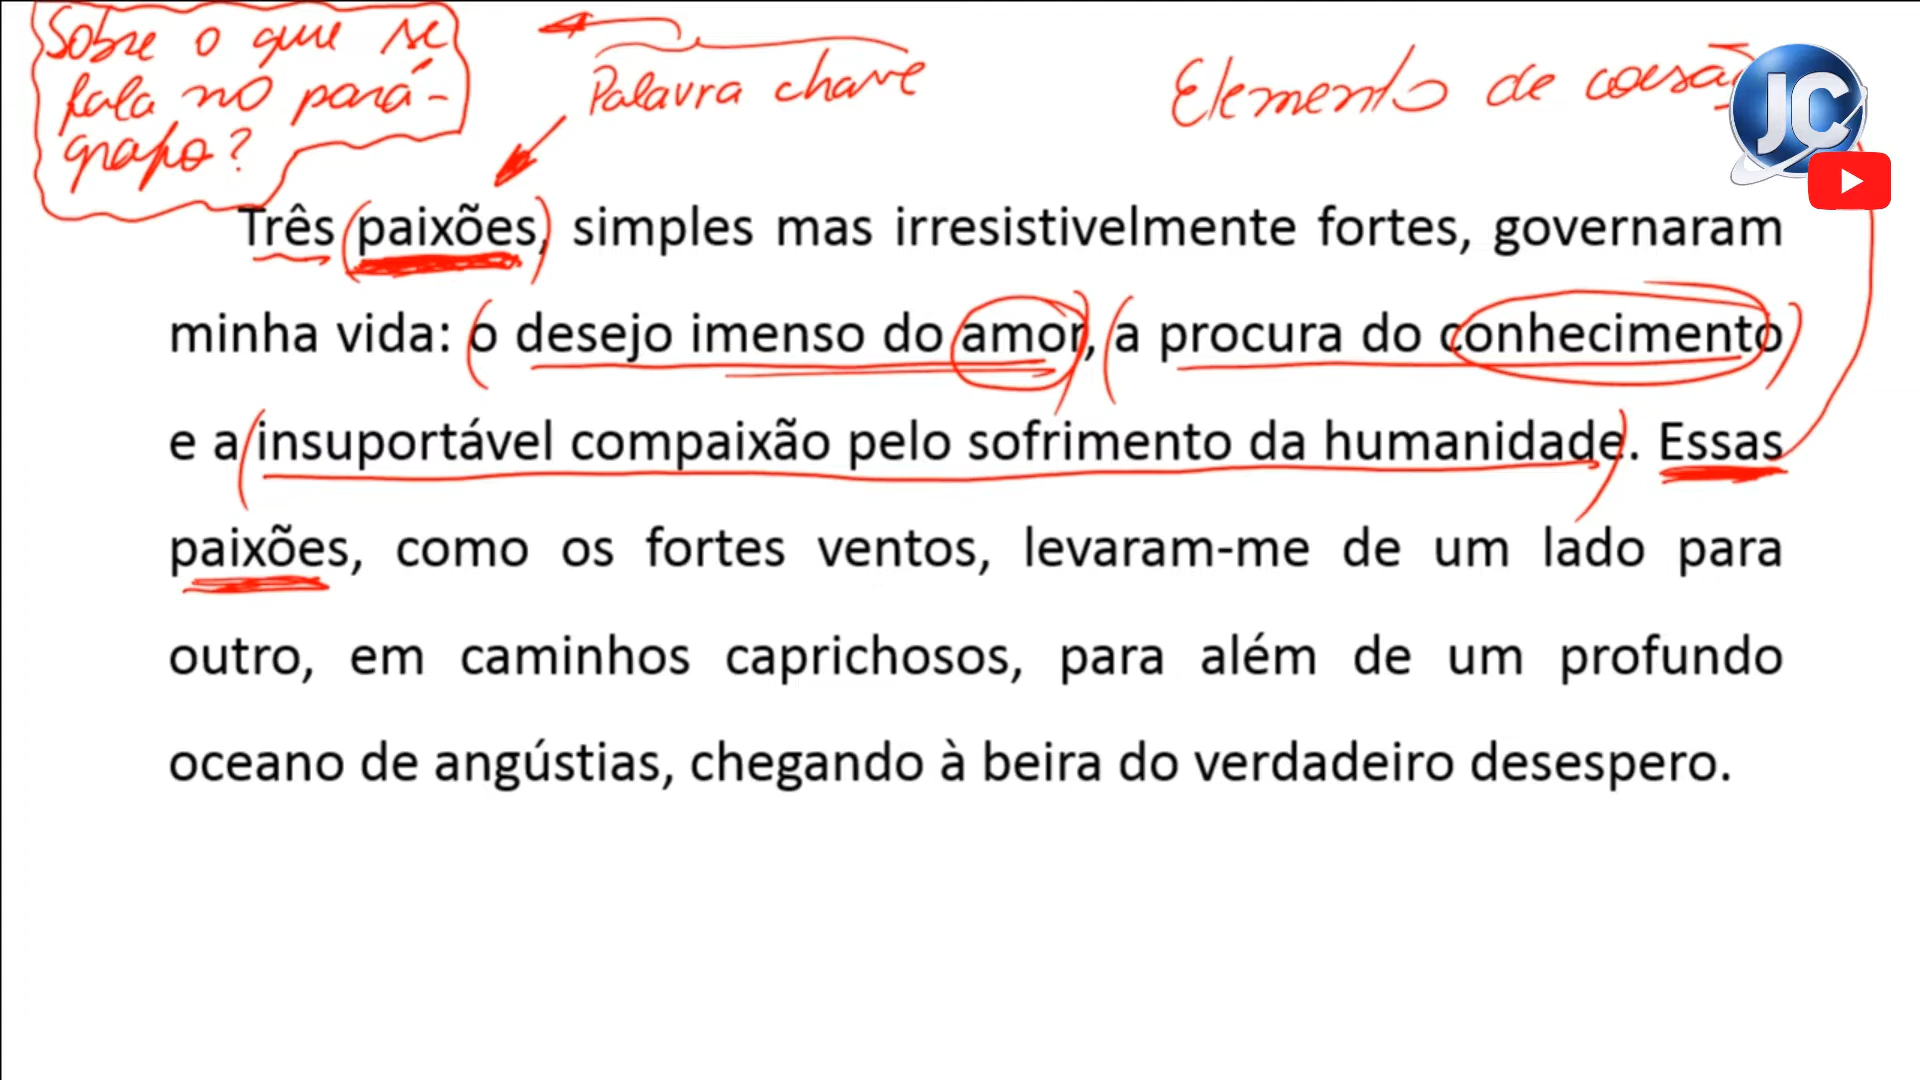 Sobre o que se
fala no pará-
grafo?
Palavra chave
Elemento de coesão
JC
Três paixões, simples mas irresistivelmente fortes, governaram
minha vida: o desejo imenso do amor, a procura do conhecimento
e a insuportável compaixão pelo sofrimento da humanidade. Essas
paixões, como os fortes ventos, levaram-me de um lado para
outro, em caminhos caprichosos, para além de um profundo
oceano de angústias, chegando à beira do verdadeiro desespero.